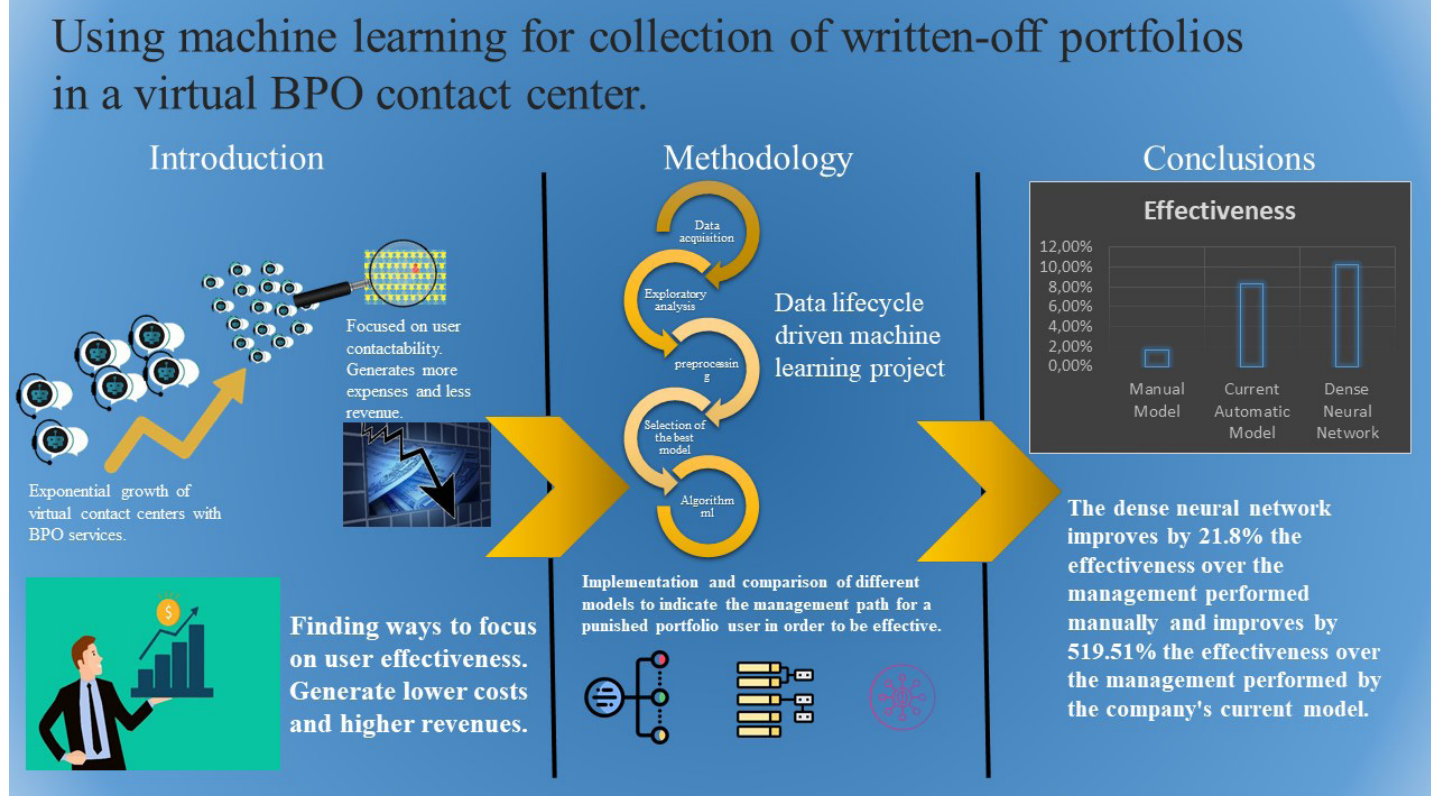 Using machine learning for collection of written-off portfolios
in a virtual BPO contact center.
Introduction
Focused on user
contactability.
Generates more
expenses and less
revenue.
Exponential growth of
virtual contact centers with
BPO services.
Finding ways to focus
on user effectiveness.
Generate lower costs
and higher revenues.
Methodology
Data
acquisition
Exploratory
analysis
preprocessin
g
Selection of
the best
model
Algorithm
ml
Data lifecycle
driven machine
learning project
Implementation and comparison of different
models to indicate the management path for a
punished portfolio user in order to be effective.
Conclusions
Effectiveness
12,00%
10,00%
8,00%
6,00%
4,00%
2,00%
0,00%
Manual
Model
Current
Automatic
Model
Dense
Neural
Network
The dense neural network
improves by 21.8% the
effectiveness over the
management performed
manually and improves by
519.51% the effectiveness over
the management performed by
the company's current model.